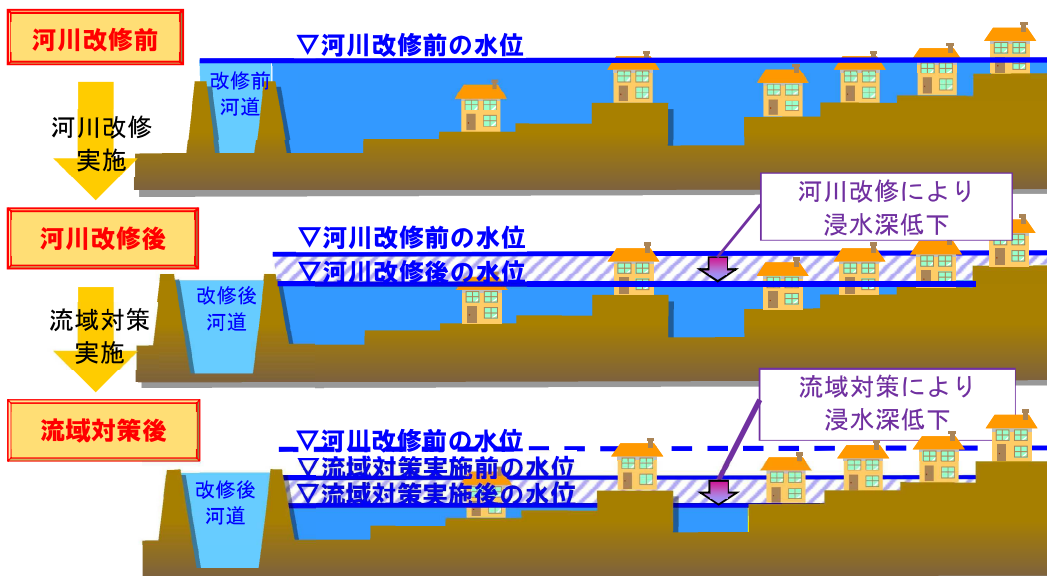 河川改修前
▽河川改修前の水位
改修前
河道
河川改修
実施
河川改修により
浸水深低下
河川改修後
▽河川改修前の水位
▽河川改修後の水位
改修後
河道
流域対策
実施
流域対策により
浸水深低下
流域対策後
▽河川改修前の水位
▽流域対策実施前の水位
▽流域対策実施後の水位
改修後
河道